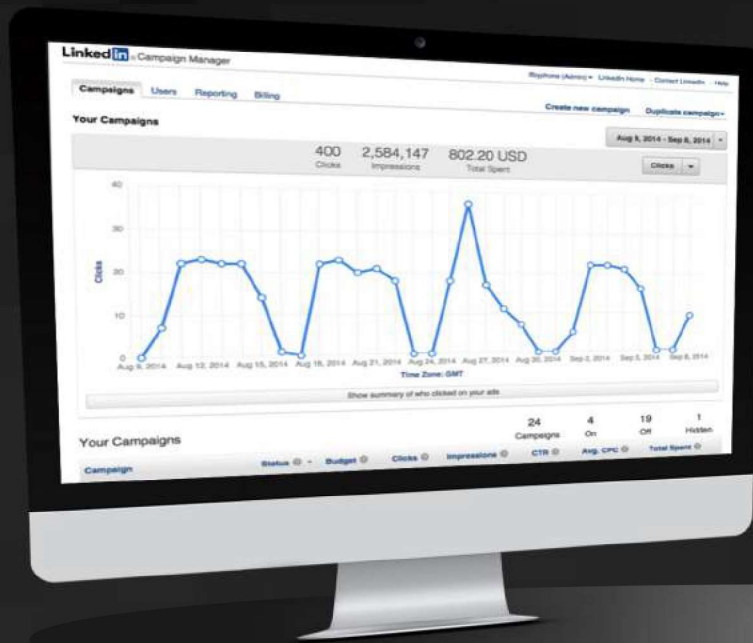 Linked in Campaign Manager
(Admin) LinkedIn Home Contact LinkedIn Help
Campaigns Users Reporting Billing
Create new campaign Duplicate campaign
Your Campaigns
Aug 5, 2014 - Sep 8, 2014
400 2,584,147 802.20 USD
Clicks Impressions Total Spent
Clicks
40
30
20
10
0
Clicks
Aug 9, 2014 Aug 12, 2014 Aug 15, 2014 Aug 18, 2014 Aug 21, 2014 Aug 24, 2014 Aug 27, 2014 Aug 30, 2014 Sep 2, 2014 Sep 5, 2014 Sep 8, 2014
Time Zone: GMT
Show summary of who clicked on your ads
Your Campaigns
24 4 19 1
Campaigns On Off Hidden
Campaign Status Budget Clicks Impressions CTR Avg. CPC Total Spent